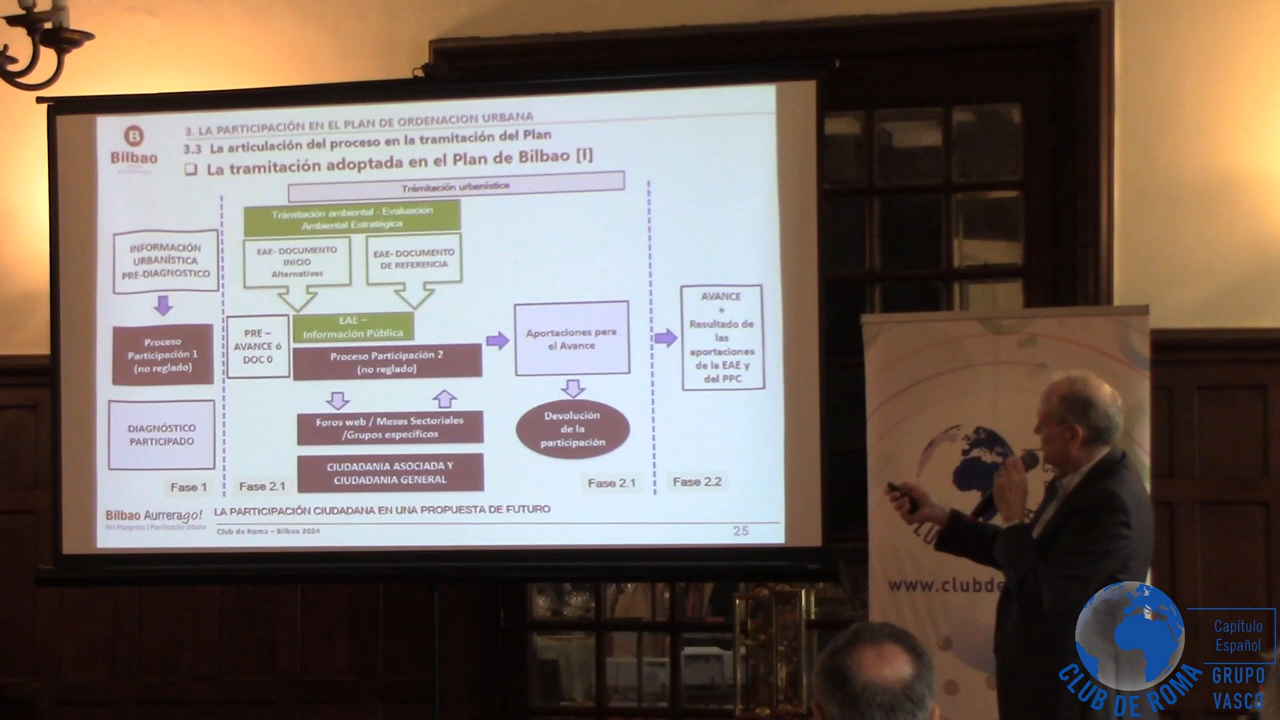 3. LA PARTICIPACIÓN EN EL PLAN DE ORDENACION URBANA
3.3 La articulación del proceso en la tramitación del Plan
La tramitación adoptada en el Plan de Bilbao [I]
B
Bilbao
Trámitación urbanística
Trámitación ambiental - Evaluación
Ambiental Estratégica
INFORMACIÓN
URBANÍSTICA
PRE-DIAGNOSTICO
EAE- DOCUMENTO
INICIO
Alternativas
EAE- DOCUMENTO
DE REFERENCIA
Proceso
Participación 1
(no reglado)
PRE –
AVANCE ó
DOC 0
EAE –
Información Pública
Proceso Participación 2
(no reglado)
Aportaciones para
el Avance
AVANCE
+
Resultado de
las
aportaciones
de la EAE y
del PPC
DIAGNÓSTICO
PARTICIPADO
Foros web / Mesas Sectoriales
/Grupos específicos
Devolución
de la
participación
CIUDADANIA ASOCIADA Y
CIUDADANIA GENERAL
Fase 1
Fase 2.1
Fase 2.1
Fase 2.2
Bilbao Aurrerago!
LA PARTICIPACIÓN CIUDADANA EN UNA PROPUESTA DE FUTURO
Club de Roma – Bilbao 2024
25
www.clubde
CLUB DE ROMA
Capítulo
Español
GRUPO
VASCO